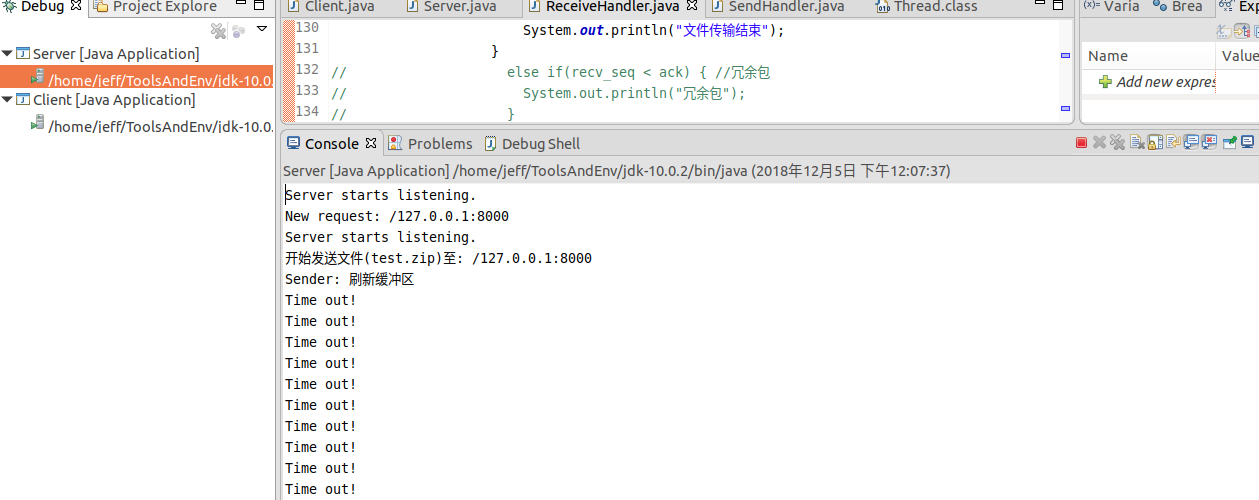 Debug Project Explore
Server [Java Application]
/home/jeff/ToolsAndEnv/jdk-10.0.
Client [Java Application]
/home/jeff/ToolsAndEnv/jdk-10.0.
Client.java Server.java ReceiveHandler.java SendHandler.java Thread.class
130 System.out.println("文件传输结束");
131 }
132 // else if(recv_seq < ack) { //冗余包
133 // System.out.println("冗余包");
134 // }
Varia Brea Exp
Name Value
Add new expres
Console Problems Debug Shell
Server [Java Application] /home/jeff/ToolsAndEnv/jdk-10.0.2/bin/java (2018年12月5日 下午12:07:37)
Server starts listening.
New request: /127.0.0.1:8000
Server starts listening.
开始发送文件(test.zip)至: /127.0.0.1:8000
Sender: 刷新缓冲区
Time out!
Time out!
Time out!
Time out!
Time out!
Time out!
Time out!
Time out!
Time out!
Time out!